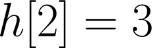 h[2] = 3